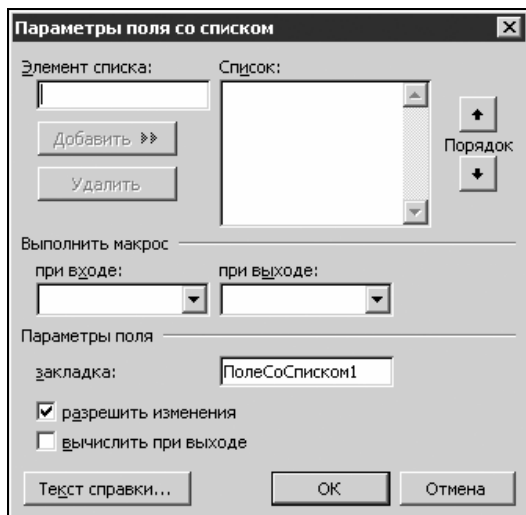 Параметры поля со списком
Элемент списка: Список:
Добавить
Порядок
Удалить
Выполнить макрос
при входе: при выходе:
Параметры поля
закладка: ПолеСоСписком1
разрешить изменения
вычислить при выходе
Текст справки... ОК Отмена